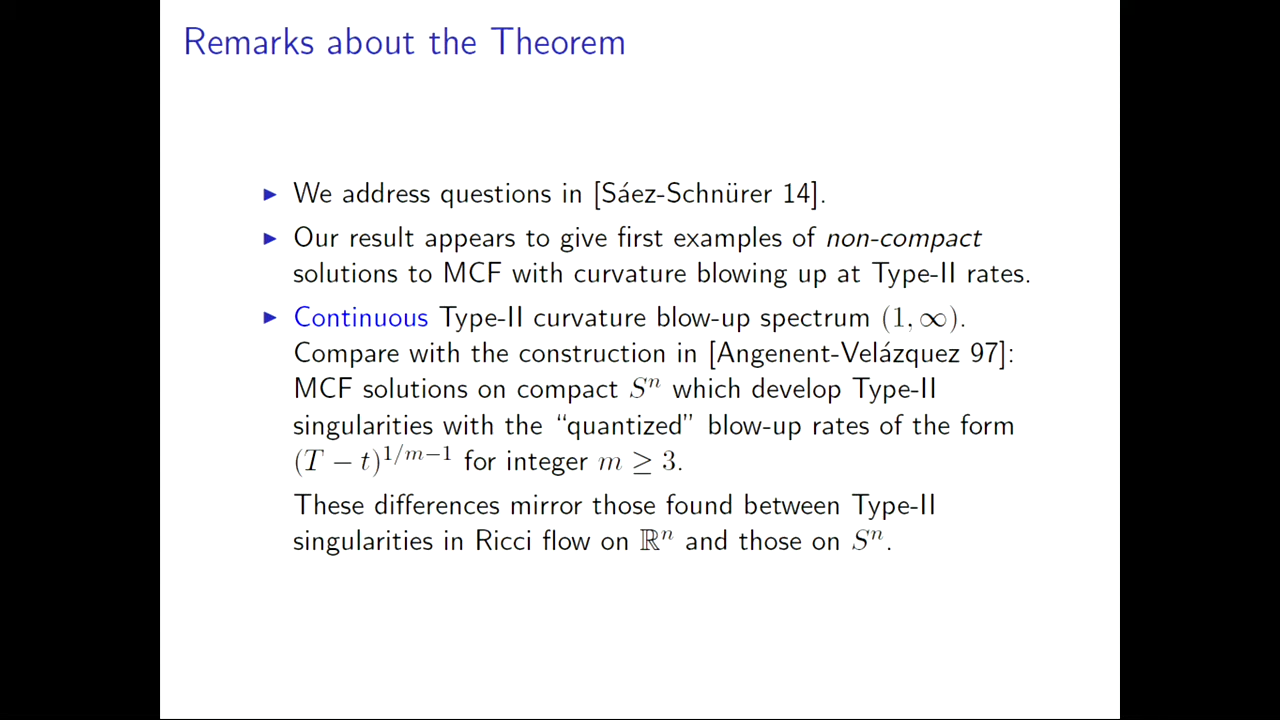 Remarks about the Theorem
▶ We address questions in [Sáez-Schnürer 14].
▶ Our result appears to give first examples of non-compact
solutions to MCF with curvature blowing up at Type-II rates.
▶ Continuous Type-II curvature blow-up spectrum (1, ∞).
Compare with the construction in [Angenent-Velázquez 97]:
MCF solutions on compact Sⁿ which develop Type-II
singularities with the “quantized” blow-up rates of the form
(T − t)^{1/m−1} for integer m ≥ 3.
These differences mirror those found between Type-II
singularities in Ricci flow on ℝⁿ and those on Sⁿ.